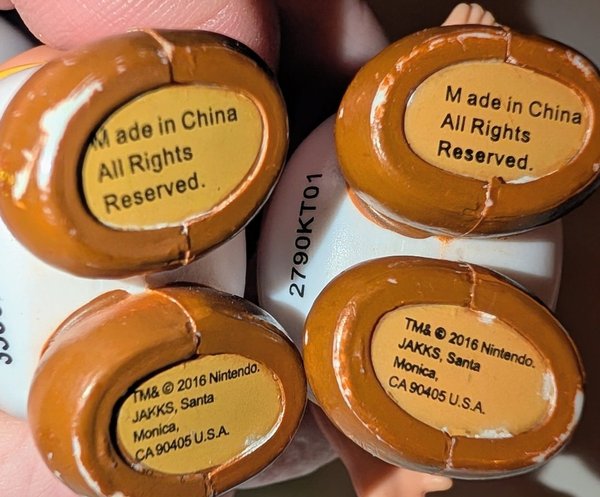 M ade in China
All Rights
Reserved.
M ade in China
All Rights
Reserved.
2790KT01
TM& © 2016 Nintendo.
JAKKS, Santa
Monica,
CA 90405 U.S.A.
TM& © 2016 Nintendo.
JAKKS, Santa
Monica,
CA 90405 U.S.A.